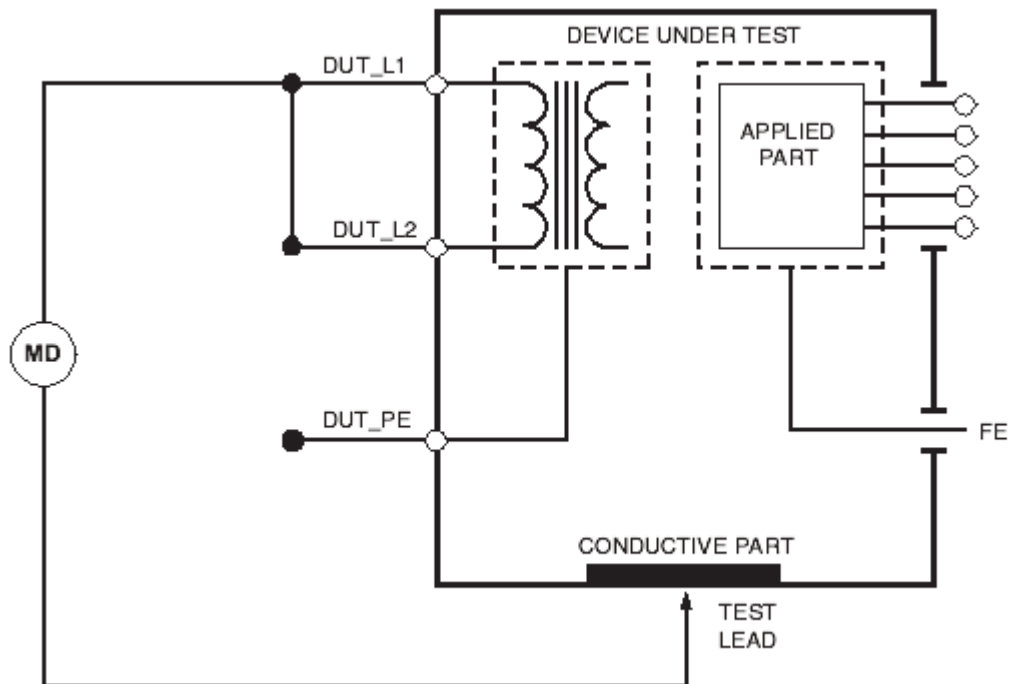 DEVICE UNDER TEST
DUT_L1
APPLIED
PART
DUT_L2
MD
DUT_PE
FE
CONDUCTIVE PART
TEST
LEAD